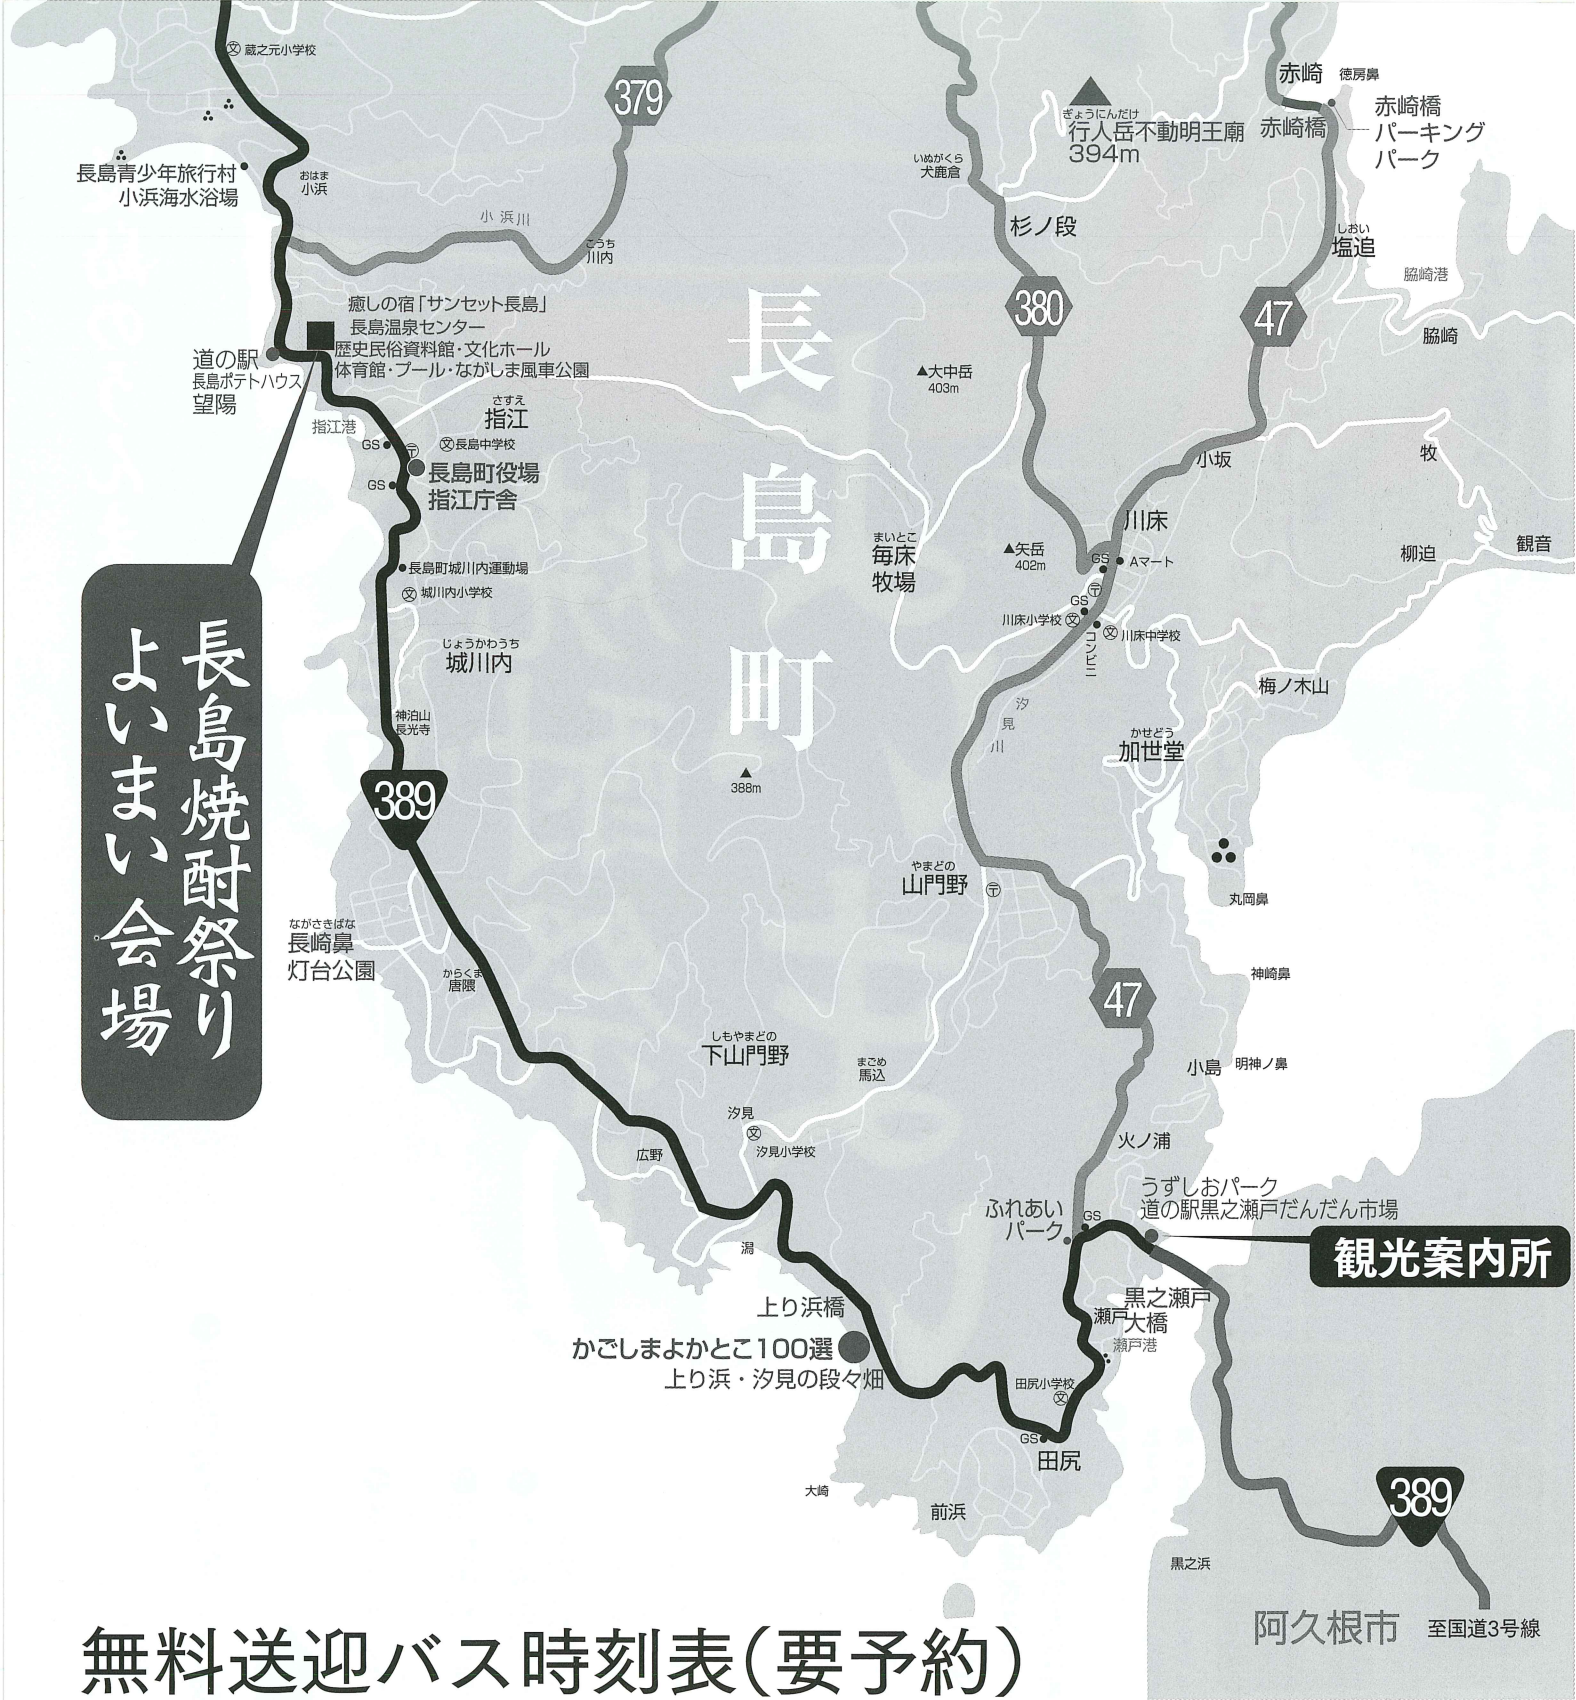 蔵之元小学校
379
ぎょうにんだけ
行人岳不動明王廟
394m
赤崎
徳房鼻
赤崎橋
赤崎橋
パーキング
パーク
いぬがくら
犬鹿倉
長島青少年旅行村
小浜海水浴場
おはま
小浜
小浜川
こうち
川内
杉ノ段
しおい
塩追
脇崎港
脇崎
380
47
癒しの宿「サンセット長島」
長島温泉センター
歴史民俗資料館・文化ホール
体育館・プール・ながしま風車公園
道の駅
長島ポテトハウス
望陽
長島町
▲大中岳
403m
指江港
さすえ
指江
GS
〒
文長島中学校
長島町役場
指江庁舎
GS
小坂
牧
川床
まいとこ
毎床
牧場
▲矢岳
402m
GS
Aマート
柳迫
観音
長島町城川内運動場
文 城川内小学校
〒
GS
川床小学校 文
文 川床中学校
コンビニ
じょうかわうち
城川内
長島焼酎祭り
よいまい 会場
梅ノ木山
神泊山
長光寺
汐見川
かせどう
加世堂
389
388m
やまどの
山門野
〒
丸岡鼻
ながさきばな
長崎鼻
灯台公園
からくま
唐隈
神崎鼻
47
しもやまどの
下山門野
まごめ
馬込
小島
明神ノ鼻
汐見
文
汐見小学校
広野
火ノ浦
うずしおパーク
道の駅黒之瀬戸だんだん市場
ふれあい
パーク
GS
観光案内所
潟
上り浜橋
かごしまよかとこ100選
上り浜・汐見の段々畑
黒之瀬戸
大橋
瀬戸
瀬戸港
田尻小学校
文
GS
田尻
大崎
前浜
389
黒之浜
阿久根市
至国道3号線
無料送迎バス時刻表(要予約)